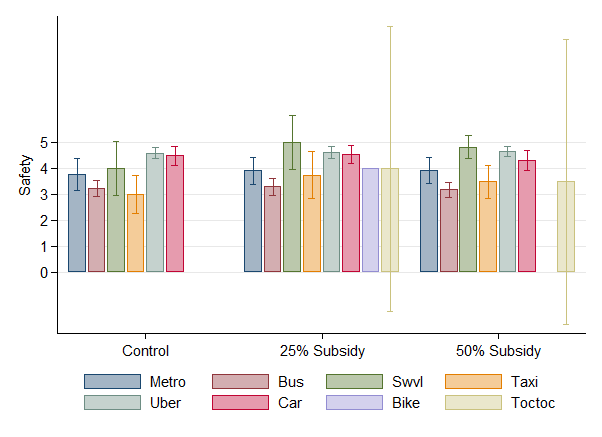 Safety
5
4
3
2
1
0
Control 25% Subsidy 50% Subsidy
Metro Bus Swvl Taxi
Uber Car Bike Toctoc